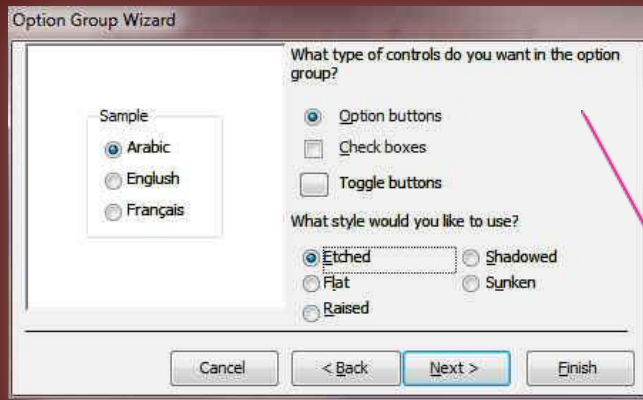 Option Group Wizard
What type of controls do you want in the option
group?
Sample
Arabic
Englush
Français
Option buttons
Check boxes
Toggle buttons
What style would you like to use?
Etched
Shadowed
Flat
Sunken
Raised
Cancel
< Back
Next >
Finish